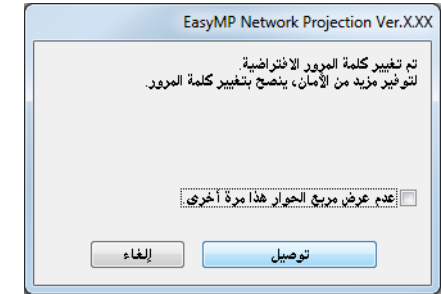 EasyMP Network Projection Ver.X.XX
تم تغيير كلمة المرور الافتراضية.
لتوفير مزيد من الأمان، ينصح بتغيير كلمة المرور.
عدم عرض مربع الحوار هذا مرة أخرى.
توصيل
إلغاء